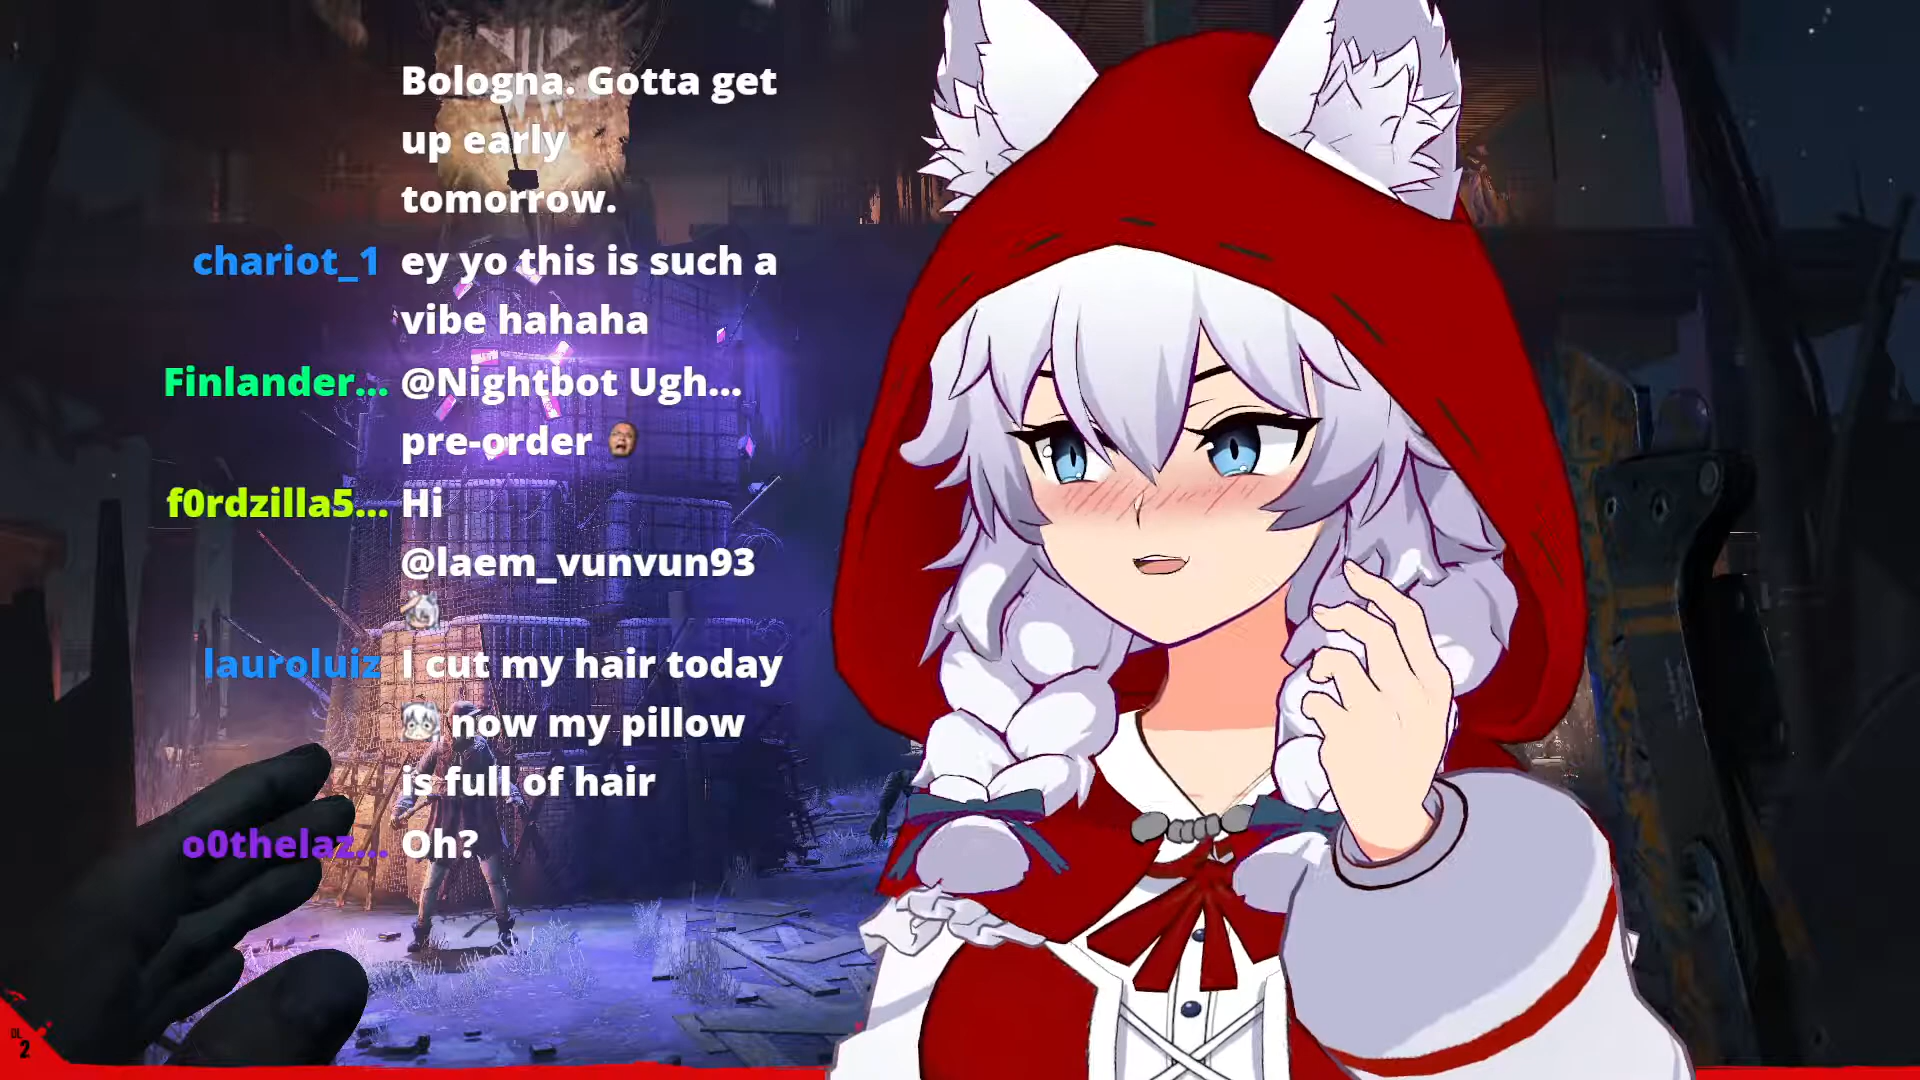 Bologna. Gotta get
up early
tomorrow.
chariot_1 ey yo this is such a
vibe hahaha
Finlander... @Nightbot Ugh...
pre-order
f0rdzilla5... Hi
@laem_vunvun93
lauroluiz I cut my hair today
now my pillow
is full of hair
o0thelaz... Oh?
DL
2